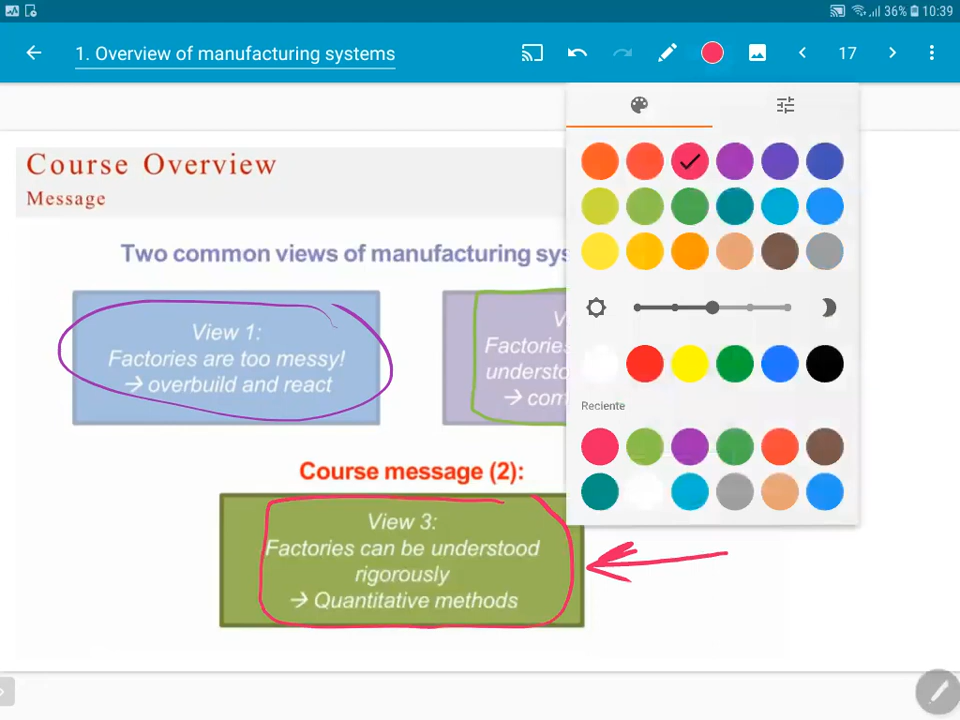 36% 10:39
1. Overview of manufacturing systems 17
Course Overview
Message
Two common views of manufacturing sys
View 1:
Factories are too messy!
→ overbuild and react
V
Factories
understo
→ com
Course message (2):
View 3:
Factories can be understood
rigorously
→ Quantitative methods
Reciente